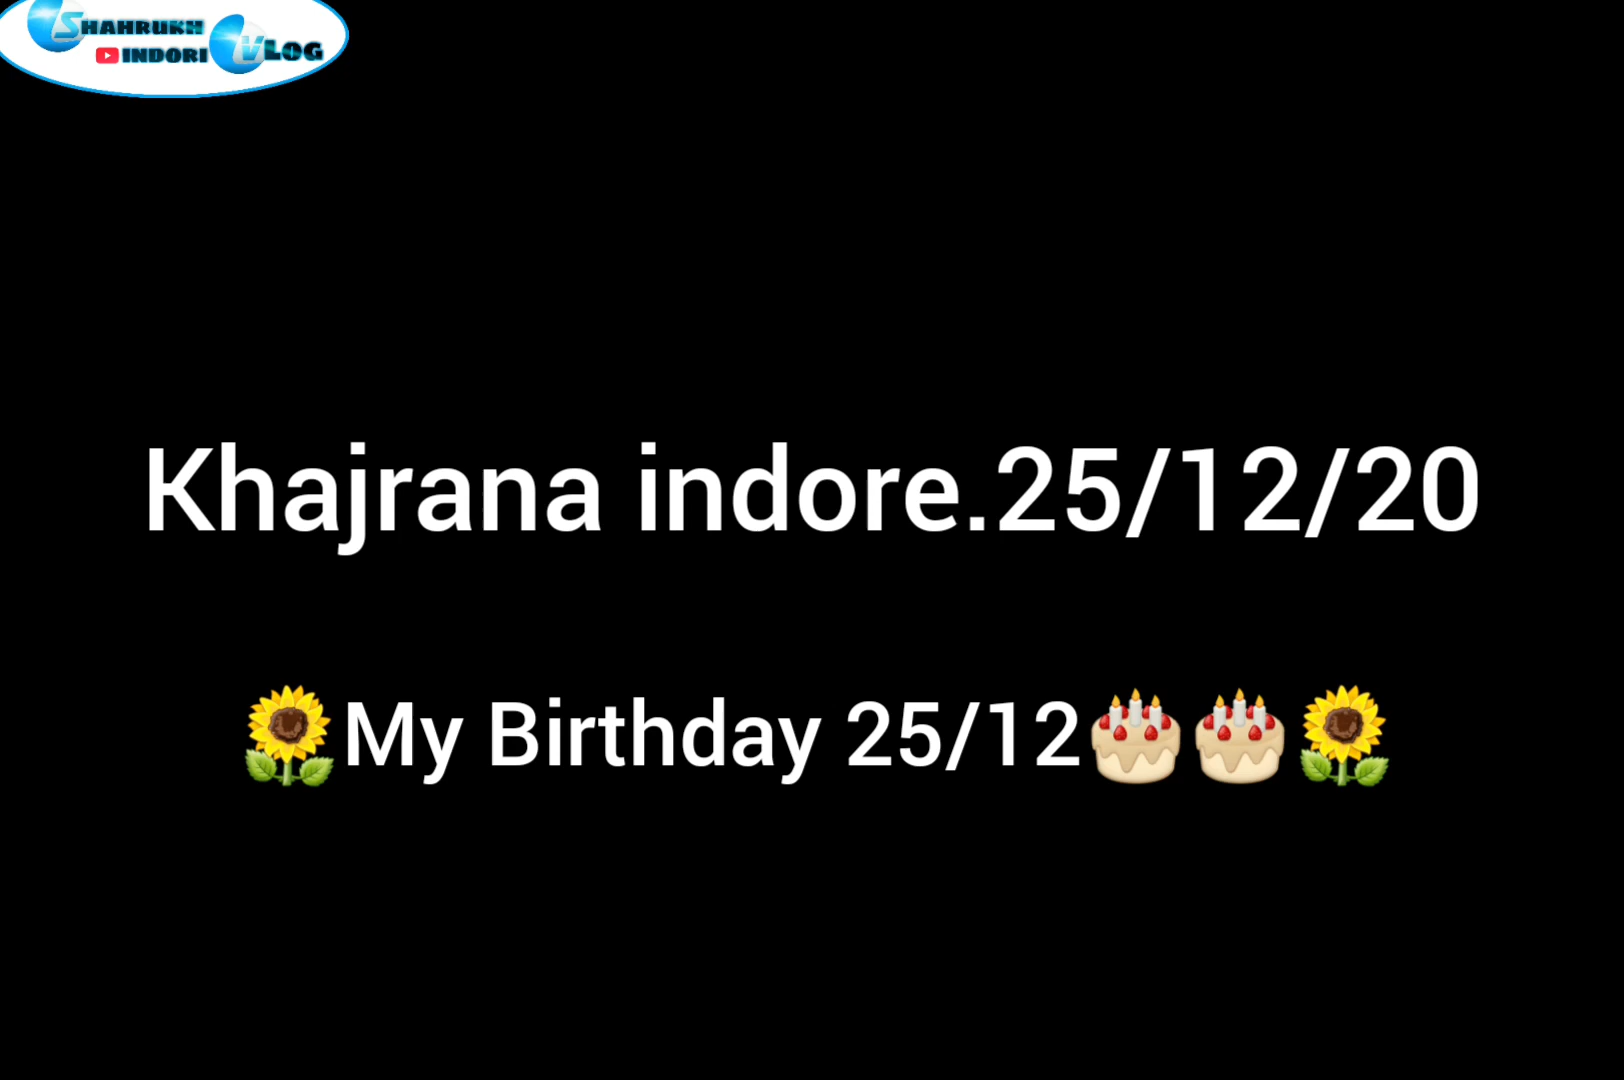 SHAHRUKH
INDORI VLOG
Khajrana indore.25/12/20
🌻My Birthday 25/12🎂🎂🌻